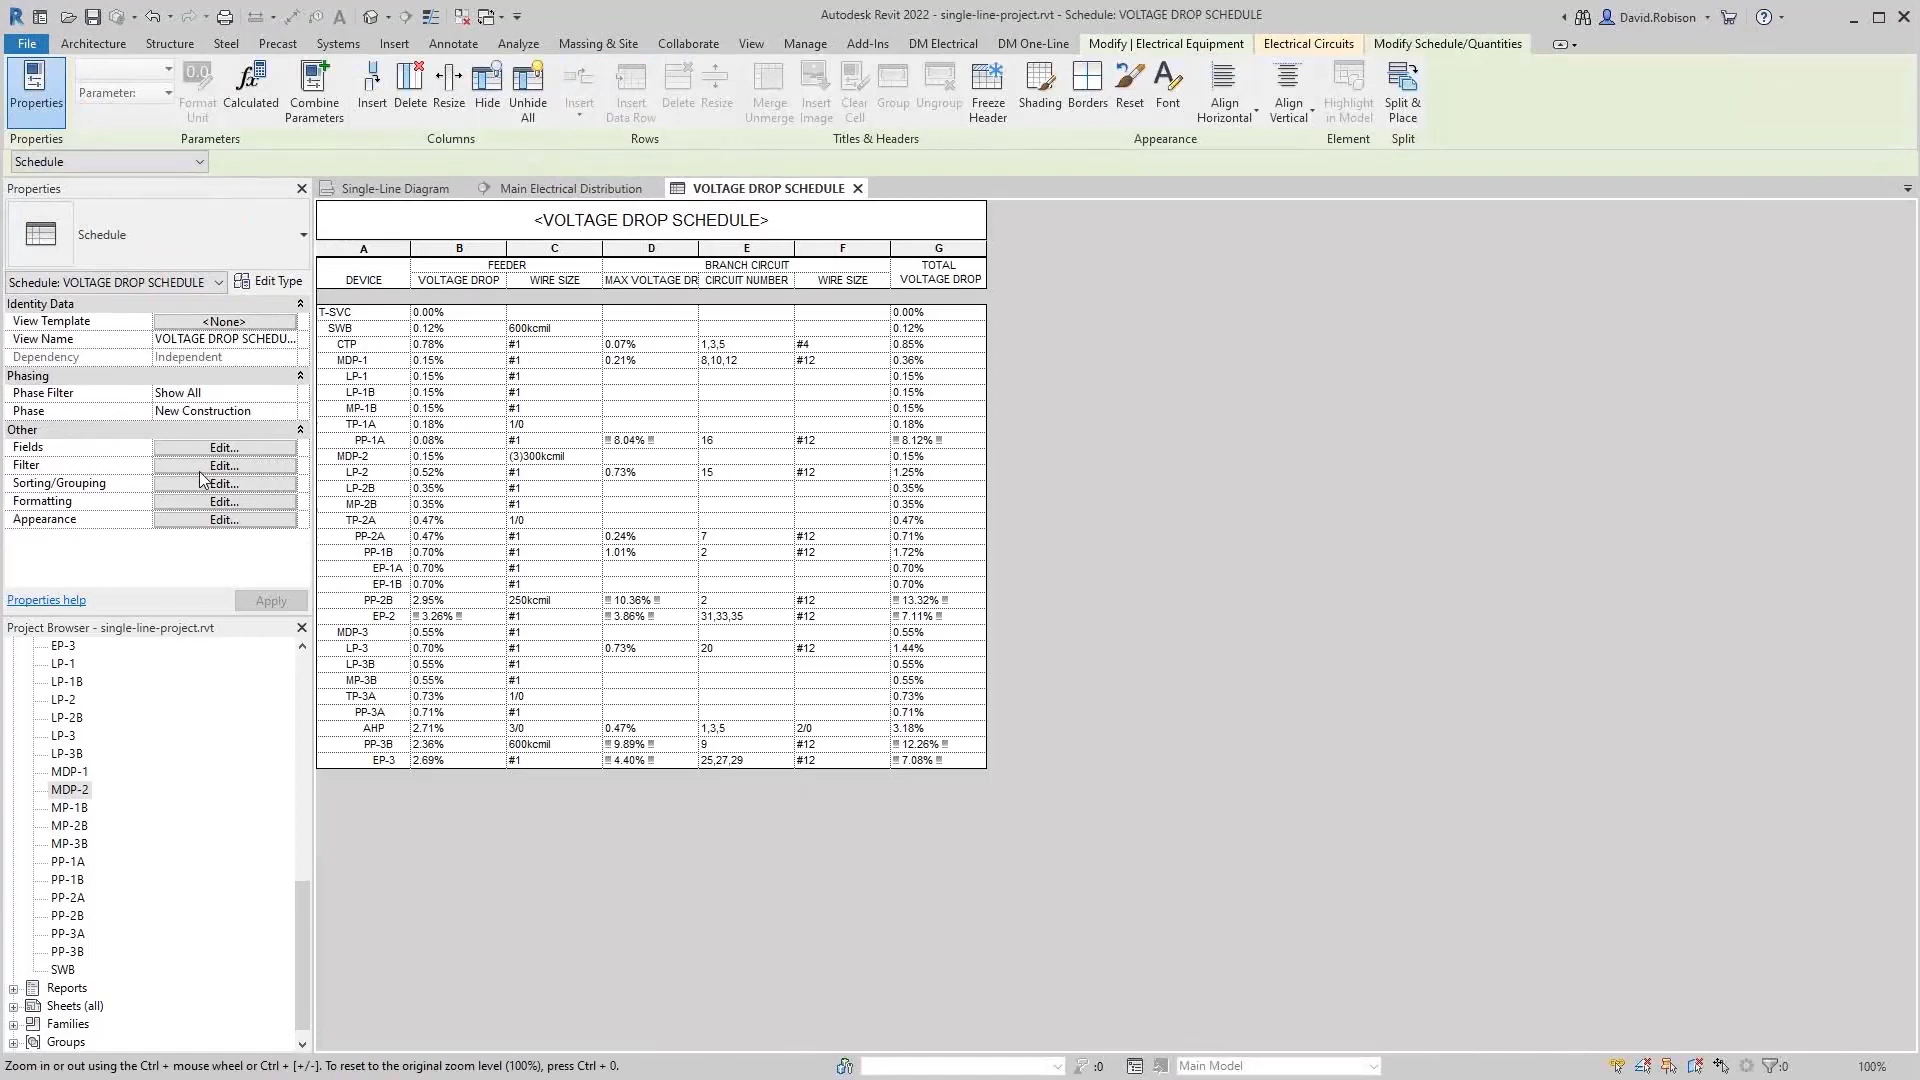 Autodesk Revit 2022 - single-line-project.rvt - Schedule: VOLTAGE DROP SCHEDULE
David.Robison
File Architecture Structure Steel Precast Systems Insert Annotate Analyze Massing & Site Collaborate View Manage Add-Ins DM Electrical DM One-Line Modify | Electrical Equipment Electrical Circuits Modify Schedule/Quantities
Properties
Parameter:
Format Unit
Calculated
Combine Parameters
Insert Delete Resize Hide Unhide All
Insert Insert Data Row Delete Resize
Merge Unmerge Insert Image Clear Cell Group Ungroup Freeze Header
Shading Borders Reset Font Align Horizontal Align Vertical
Highlight in Model
Split & Place
Properties Parameters Columns Rows Titles & Headers Appearance Element Split
Schedule
Properties
Schedule
Schedule: VOLTAGE DROP SCHEDULE Edit Type
Identity Data
View Template <None>
View Name VOLTAGE DROP SCHEDU...
Dependency Independent
Phasing
Phase Filter Show All
Phase New Construction
Other
Fields Edit...
Filter Edit...
Sorting/Grouping Edit...
Formatting Edit...
Appearance Edit...
Properties help Apply
Project Browser - single-line-project.rvt
EP-3
LP-1
LP-1B
LP-2
LP-2B
LP-3
LP-3B
MDP-1
MDP-2
MP-1B
MP-2B
MP-3B
PP-1A
PP-1B
PP-2A
PP-2B
PP-3A
PP-3B
SWB
Reports
Sheets (all)
Families
Groups
Single-Line Diagram Main Electrical Distribution VOLTAGE DROP SCHEDULE
<VOLTAGE DROP SCHEDULE>
A B C D E F G
FEEDER BRANCH CIRCUIT TOTAL
DEVICE VOLTAGE DROP WIRE SIZE MAX VOLTAGE DR CIRCUIT NUMBER WIRE SIZE VOLTAGE DROP
T-SVC 0.00% 0.00%
SWB 0.12% 600kcmil 0.12%
CTP 0.78% #1 0.07% 1,3,5 #4 0.85%
MDP-1 0.15% #1 0.21% 8,10,12 #12 0.36%
LP-1 0.15% #1 0.15%
LP-1B 0.15% #1 0.15%
MP-1B 0.15% #1 0.15%
TP-1A 0.18% 1/0 0.18%
PP-1A 0.08% #1 8.04% 16 #12 8.12%
MDP-2 0.15% (3)300kcmil 0.15%
LP-2 0.52% #1 0.73% 15 #12 1.25%
LP-2B 0.35% #1 0.35%
MP-2B 0.35% #1 0.35%
TP-2A 0.47% 1/0 0.47%
PP-2A 0.47% #1 0.24% 7 #12 0.71%
PP-1B 0.70% #1 1.01% 2 #12 1.72%
EP-1A 0.70% #1 0.70%
EP-1B 0.70% #1 0.70%
PP-2B 2.95% 250kcmil 10.36% 2 #12 13.32%
EP-2 3.26% #1 3.86% 31,33,35 #12 7.11%
MDP-3 0.55% #1 0.55%
LP-3 0.70% #1 0.73% 20 #12 1.44%
LP-3B 0.55% #1 0.55%
MP-3B 0.55% #1 0.55%
TP-3A 0.73% 1/0 0.73%
PP-3A 0.71% #1 0.71%
AHP 2.71% 3/0 0.47% 1,3,5 2/0 3.18%
PP-3B 2.36% 600kcmil 9.89% 9 #12 12.26%
EP-3 2.69% #1 4.40% 25,27,29 #12 7.08%
Zoom in or out using the Ctrl + mouse wheel or Ctrl + [+/-]. To reset to the original zoom level (100%), press Ctrl + 0.
:0 Main Model :0 100%